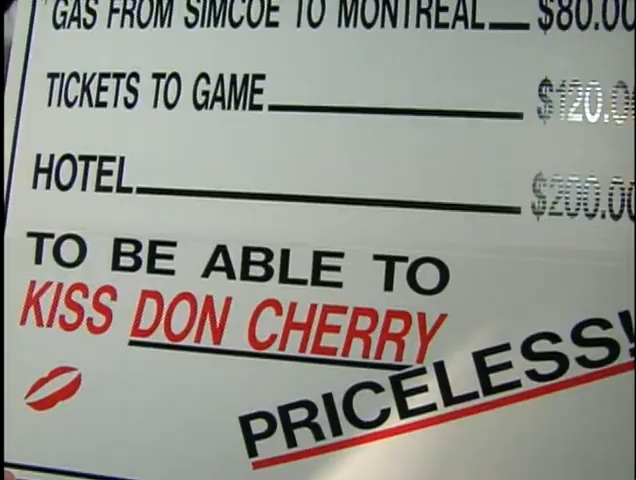 GAS FROM SIMCOE TO MONTREAL $80.00
TICKETS TO GAME $120.00
HOTEL $200.00
TO BE ABLE TO
KISS DON CHERRY
PRICELESS!